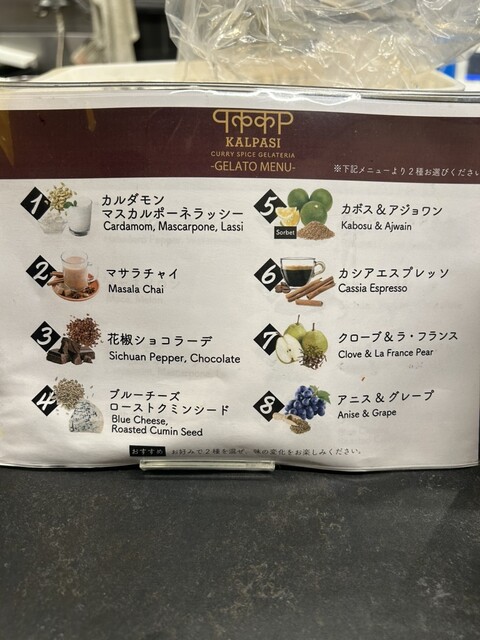 KALPASI
CURRY SPICE GELATERIA
-GELATO MENU-
※下記メニューより2種お選びください
1
カルダモン
マスカルポーネラッシー
Cardamom, Mascarpone, Lassi
2
マサラチャイ
Masala Chai
3
花椒ショコラーデ
Sichuan Pepper, Chocolate
4
ブルーチーズ
ローストクミンシード
Blue Cheese,
Roasted Cumin Seed
5
Sorbet
カボス&アジョワン
Kabosu & Ajwain
6
カシアエスプレッソ
Cassia Espresso
7
クローブ&ラ・フランス
Clove & La France Pear
8
アニス&グレープ
Anise & Grape
おすすめ お好みで2種を混ぜ、味の変化をお楽しみください。